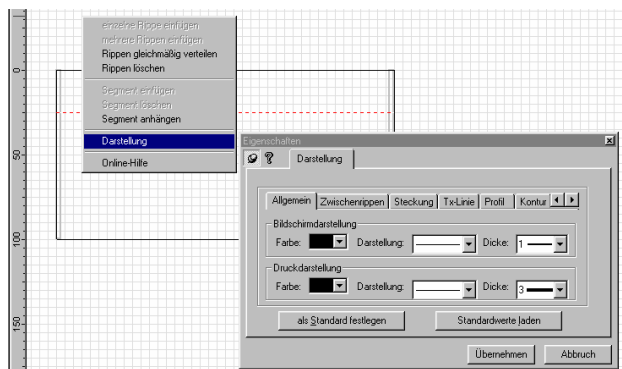 einzelne Rippe einfügen
mehrere Rippen einfügen
Rippen gleichmäßig verteilen
Rippen löschen
Segment einfügen
Segment löschen
Segment anhängen
Darstellung
Online-Hilfe
0
50
100
150
Eigenschaften
? Darstellung
Allgemein Zwischenrippen Steckung Tx-Linie Profil Kontur
Bildschirmdarstellung
Farbe: Darstellung: Dicke: 1
Druckdarstellung
Farbe: Darstellung: Dicke: 3
als Standard festlegen Standardwerte laden
Übernehmen Abbruch